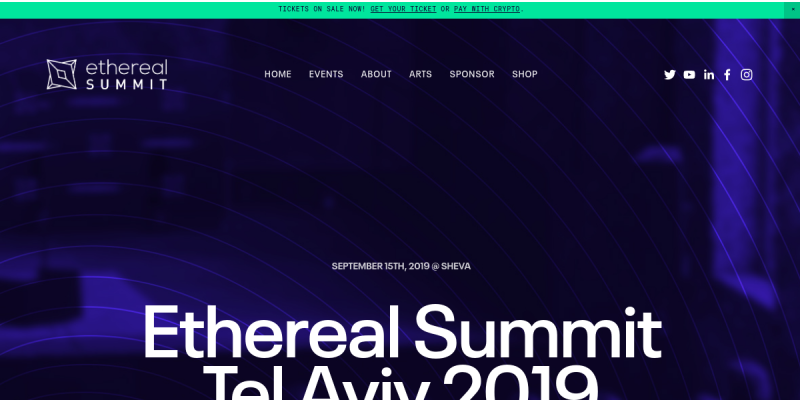 TICKETS ON SALE NOW! GET YOUR TICKET OR PAY WITH CRYPTO.
ethereal
SUMMIT
HOME EVENTS ABOUT ARTS SPONSOR SHOP
SEPTEMBER 15TH, 2019 @ SHEVA
Ethereal Summit
Tel Aviv 2019